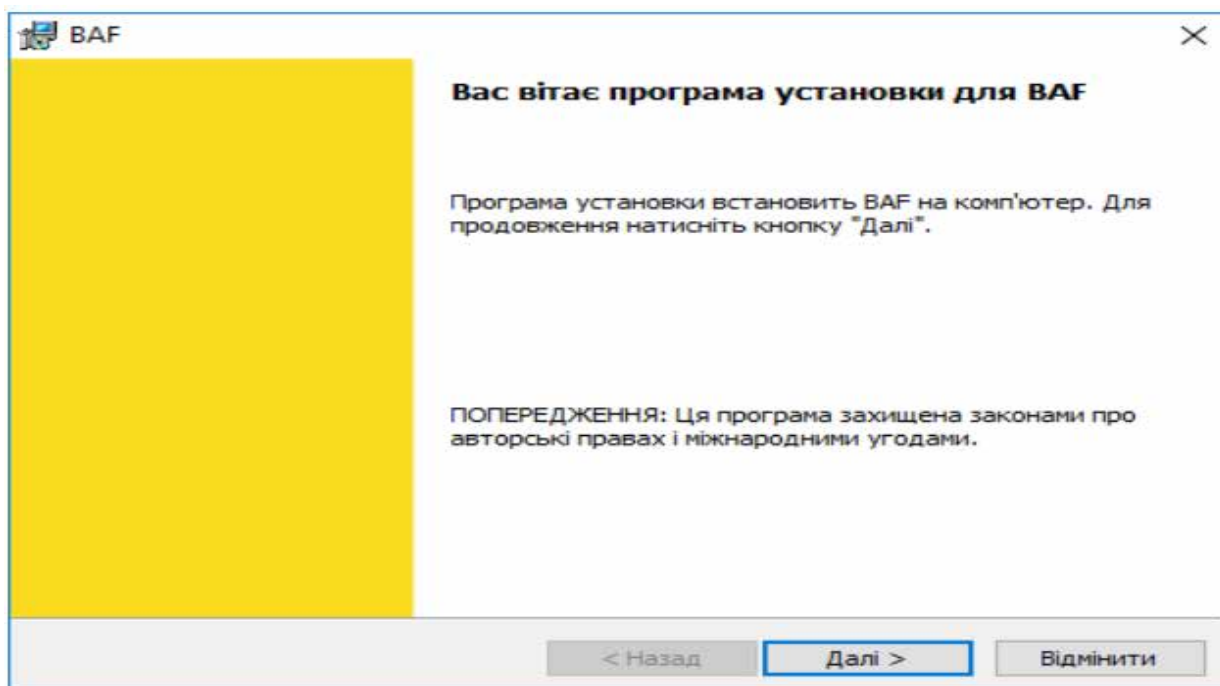 BAF
Вас вітає програма установки для BAF
Програма установки встановить BAF на комп'ютер. Для
продовження натисніть кнопку "Далі".
ПОПЕРЕДЖЕННЯ: Ця програма захищена законами про
авторські правах і міжнародними угодами.
< Назад
Далі >
Відмінити